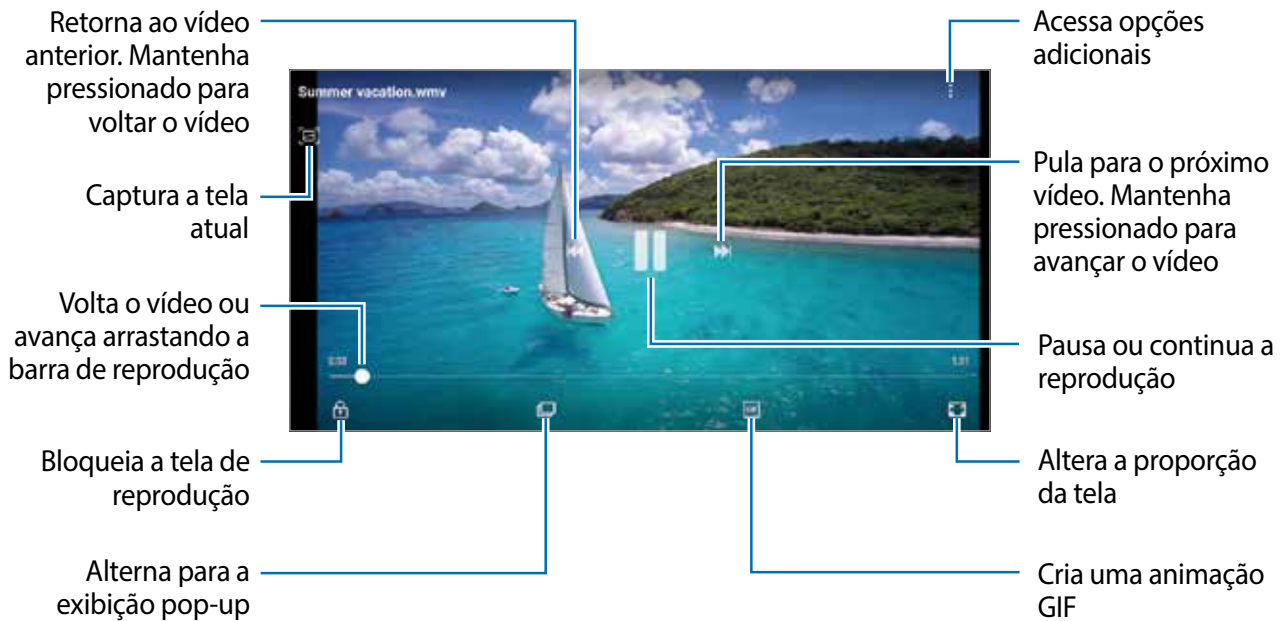 Retorna ao vídeo
anterior. Mantenha
pressionado para
voltar o vídeo
Captura a tela
atual
Volta o vídeo ou
avança arrastando a
barra de reprodução
Bloqueia a tela de
reprodução
Alterna para a
exibição pop-up
Summer vacation.wmv
GIF
Acessa opções
adicionais
Pula para o próximo
vídeo. Mantenha
pressionado para
avançar o vídeo
Pausa ou continua a
reprodução
Altera a proporção
da tela
Cria uma animação
GIF